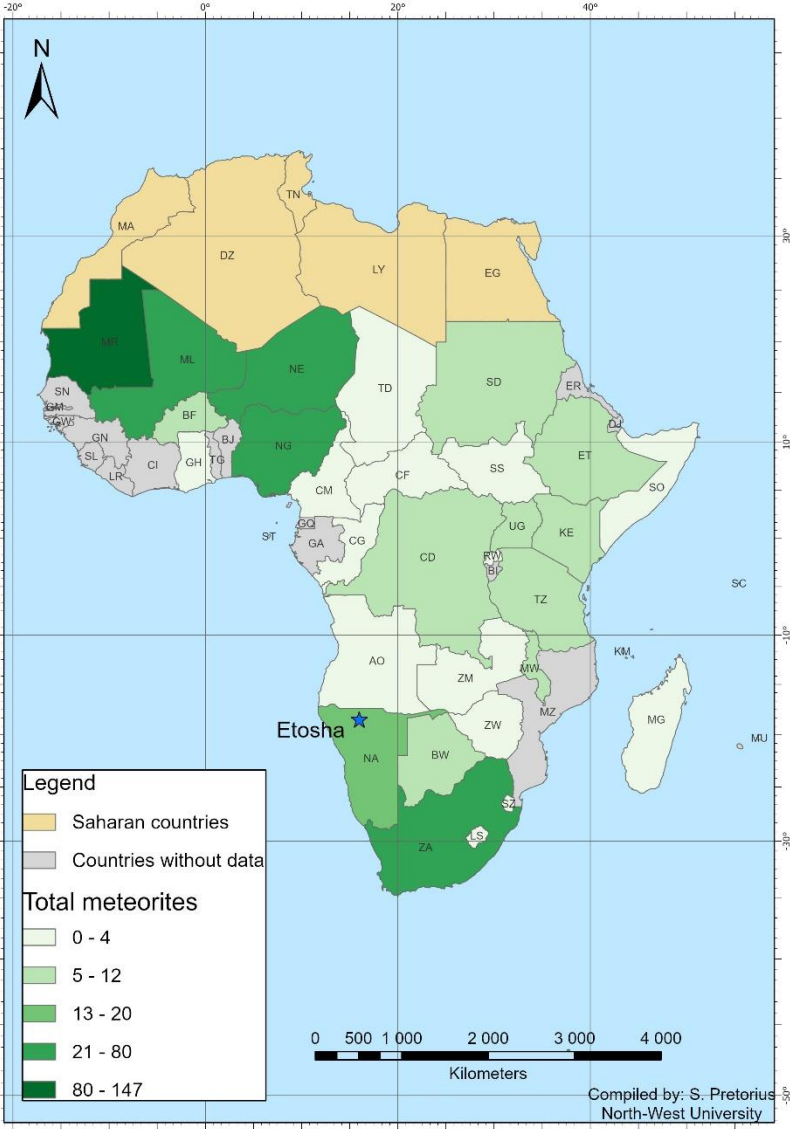 -20°
0°
20°
40°
N
TN
MA
30°
DZ
LY
EG
MR
ML
NE
TD
SD
SN
ER
GM
BF
GW
DJ
10°
GN
BJ
NG
ET
SL
CI
GH
TG
CF
SS
LR
CM
SO
GQ
UG
KE
ST
GA
CG
CD
RW
BI
SC
TZ
-10°
KM
AO
MW
ZM
MZ
MG
ZW
Etosha
MU
BW
NA
Legend
SZ
Saharan countries
LS
-30°
ZA
Countries without data
Total meteorites
0 - 4
5 - 12
13 - 20
21 - 80
80 - 147
0 500 1 000 2 000 3 000 4 000
Kilometers
Compiled by: S. Pretorius
North-West University
-50°